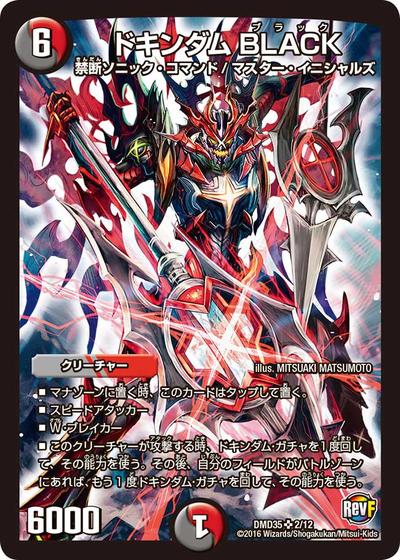 6
ドキンダム BLACK
ブラック
禁断ソニック・コマンド / マスター・イニシャルズ
きんだん
クリーチャー
illus. MITSUAKI MATSUMOTO
■ マナゾーンに置く時、このカードはタップして置く。
■ スピードアタッカー
■ W・ブレイカー
■ このクリーチャーが攻撃する時、ドキンダム・ガチャを1度回し
て、その能力を使う。その後、自分のフィールドがバトルゾーン
にあれば、もう1度ドキンダム・ガチャを回して、その能力を使う。
6000
1
DMD35 2/12
©2016 Wizards/Shogakukan/Mitsui-Kids
RevF